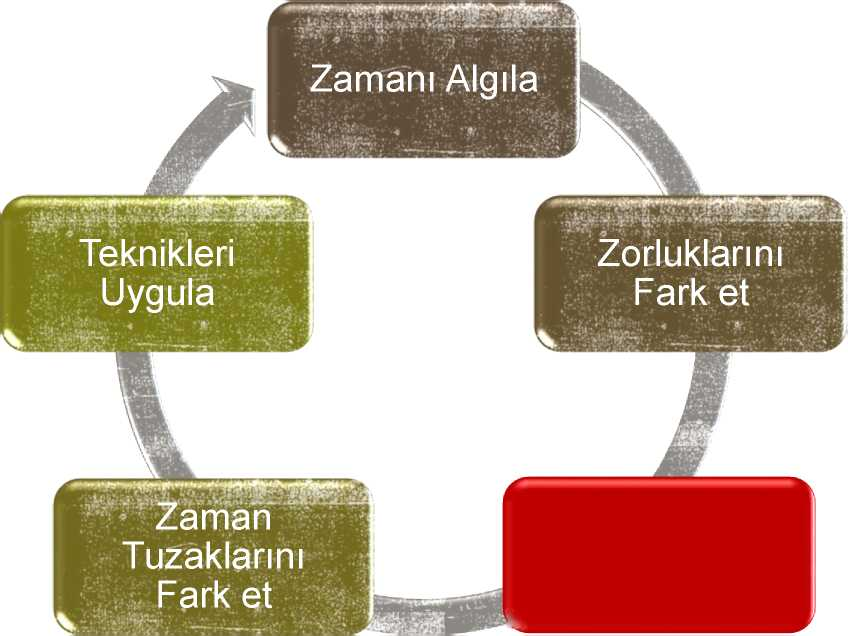 Zamanı Algıla
Teknikleri
Uygula
Zorluklarını
Fark et
Zaman
Tuzaklarını
Fark et